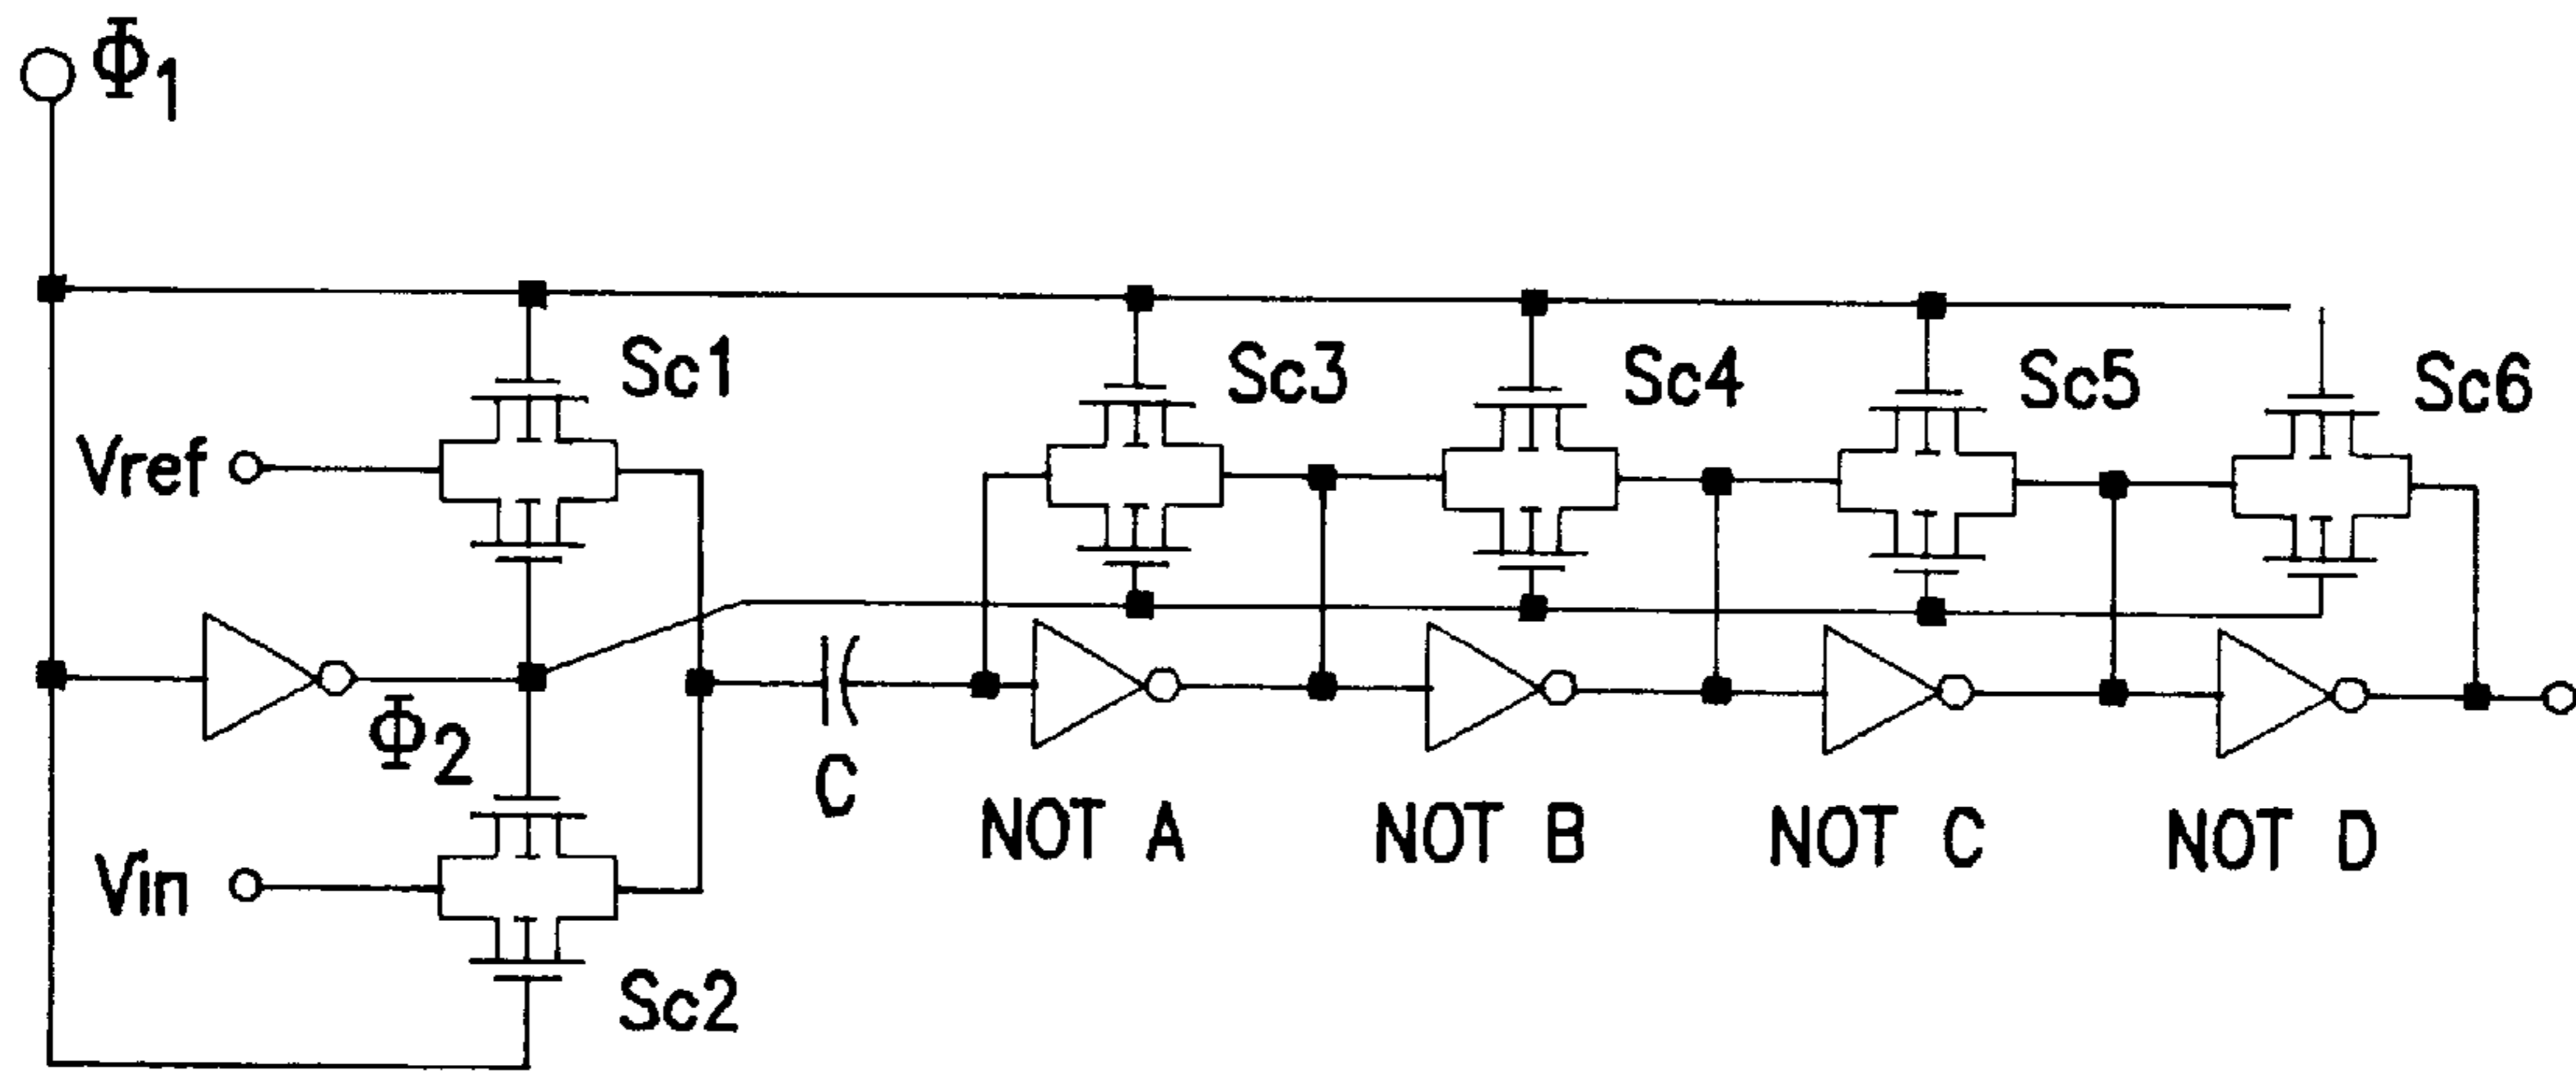 Φ1
Sc1
Sc3
Sc4
Sc5
Sc6
Vref
Φ2
C
NOT A
NOT B
NOT C
NOT D
Vin
Sc2